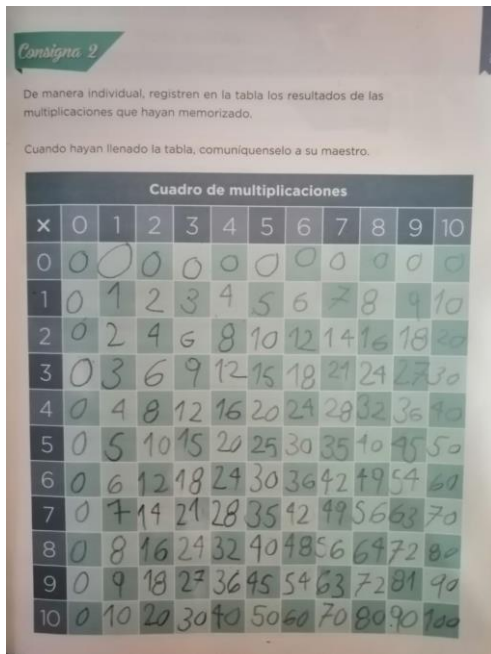 Consigna 2
De manera individual, registren en la tabla los resultados de las
multiplicaciones que hayan memorizado.
Cuando hayan llenado la tabla, comuníquenselo a su maestro.
Cuadro de multiplicaciones
× 0 1 2 3 4 5 6 7 8 9 10
0 0 0 0 0 0 0 0 0 0 0 0
1 0 1 2 3 4 5 6 7 8 9 10
2 0 2 4 6 8 10 12 14 16 18 20
3 0 3 6 9 12 15 18 21 24 27 30
4 0 4 8 12 16 20 24 28 32 36 40
5 0 5 10 15 20 25 30 35 40 45 50
6 0 6 12 18 24 30 36 42 49 54 60
7 0 7 14 21 28 35 42 49 56 63 70
8 0 8 16 24 32 40 48 56 64 72 80
9 0 9 18 27 36 45 54 63 72 81 90
10 0 10 20 30 40 50 60 70 80 90 100